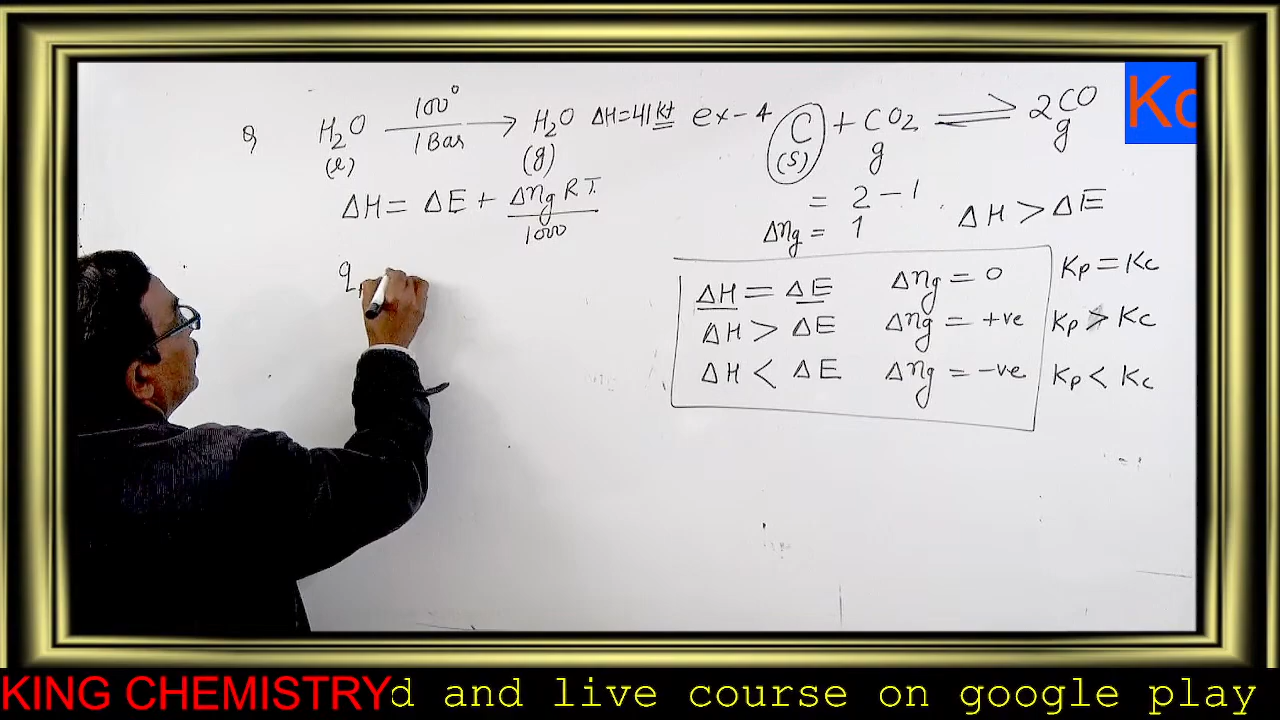 Q H₂O (l) 100° / 1 Bar → H₂O (g) ΔH=41 kJ
ΔH = ΔE + Δng RT / 1000
q
ex-4 C (s) + CO₂ g ⇌ 2CO g
= 2-1
Δng = 1 ΔH > ΔE
ΔH = ΔE Δng = 0 Kp = Kc
ΔH > ΔE Δng = +ve Kp > Kc
ΔH < ΔE Δng = -ve Kp < Kc
KING CHEMISTRY
d and live course on google play